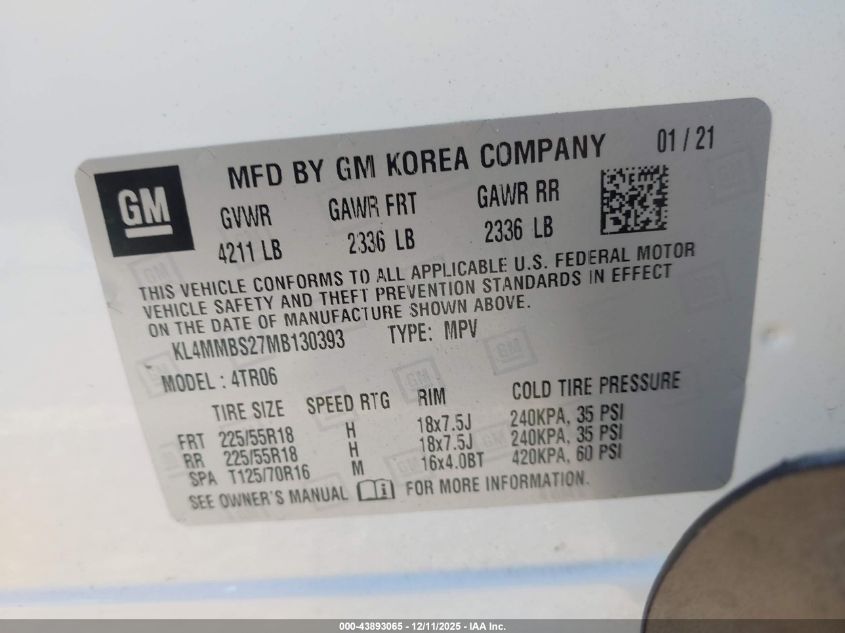 GM
MFD BY GM KOREA COMPANY 01 / 21
GVWR GAWR FRT GAWR RR
4211 LB 2336 LB 2336 LB
THIS VEHICLE CONFORMS TO ALL APPLICABLE U.S. FEDERAL MOTOR
VEHICLE SAFETY AND THEFT PREVENTION STANDARDS IN EFFECT
ON THE DATE OF MANUFACTURE SHOWN ABOVE.
KL4MMBS27MB130393 TYPE: MPV
MODEL : 4TR06
TIRE SIZE SPEED RTG RIM COLD TIRE PRESSURE
FRT 225/55R18 H 18x7.5J 240KPA, 35 PSI
RR 225/55R18 H 18x7.5J 240KPA, 35 PSI
SPA T125/70R16 M 16x4.0BT 420KPA, 60 PSI
SEE OWNER'S MANUAL FOR MORE INFORMATION.
000-43893065 - 12/11/2025 - IAA Inc.